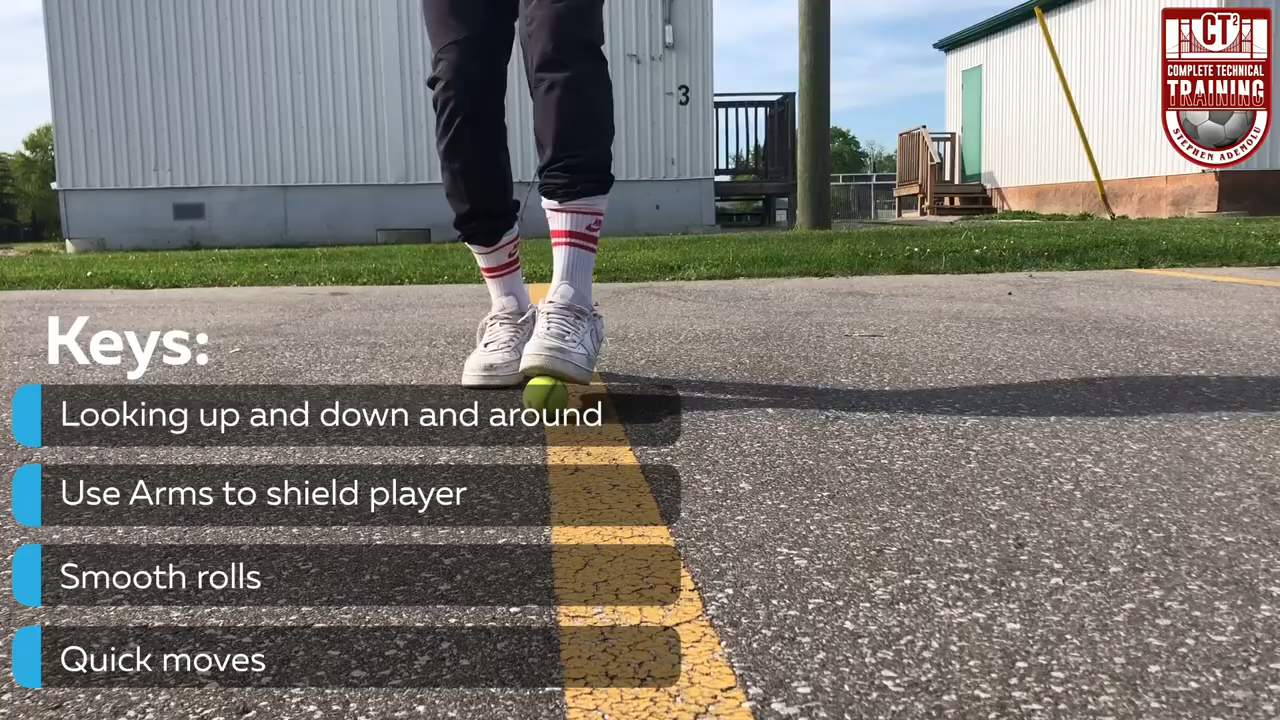 CT²
COMPLETE TECHNICAL
TRAINING
STEPHEN ADEMOLU
3
Keys:
Looking up and down and around
Use Arms to shield player
Smooth rolls
Quick moves